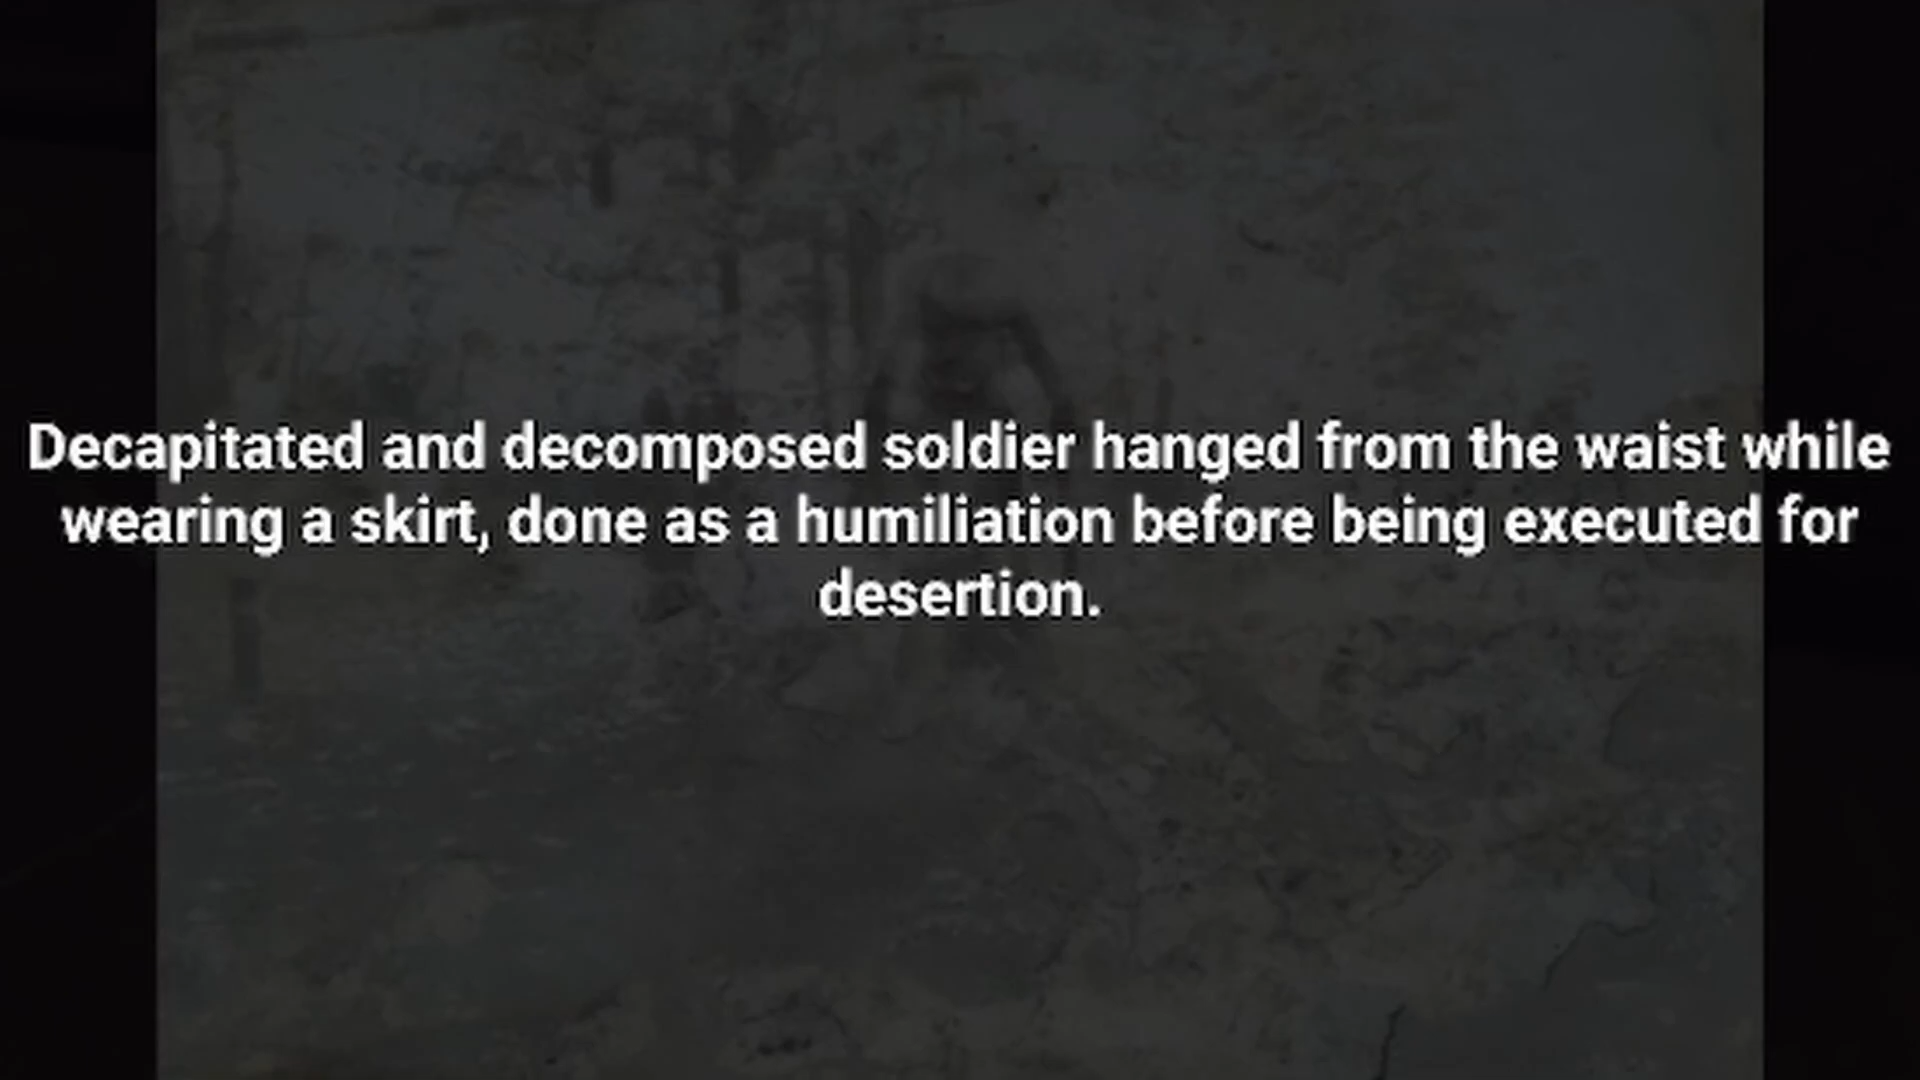 Decapitated and decomposed soldier hanged from the waist while
wearing a skirt, done as a humiliation before being executed for
desertion.